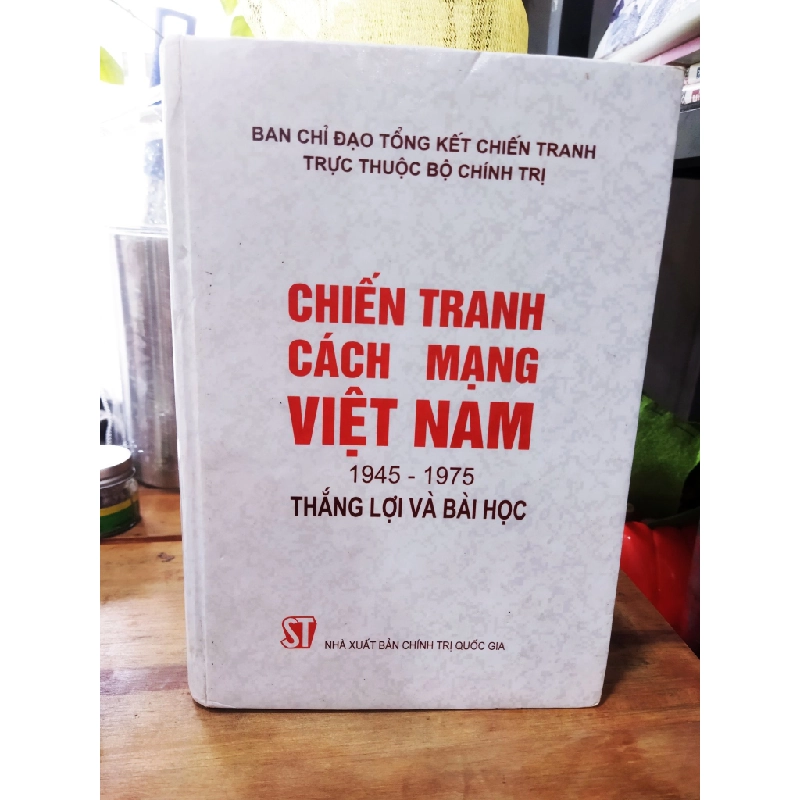 BAN CHỈ ĐẠO TỔNG KẾT CHIẾN TRANH
TRỰC THUỘC BỘ CHÍNH TRỊ
CHIẾN TRANH
CÁCH MẠNG
VIỆT NAM
1945 - 1975
THẮNG LỢI VÀ BÀI HỌC
ST NHÀ XUẤT BẢN CHÍNH TRỊ QUỐC GIA